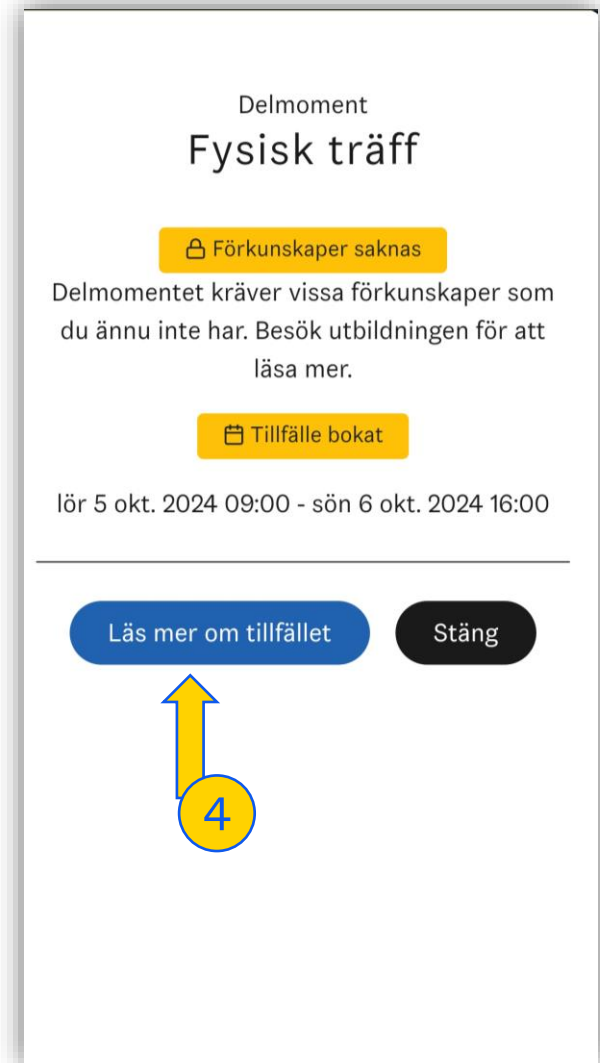 Delmoment
Fysisk träff
Förkunskaper saknas
Delmomentet kräver vissa förkunskaper som
du ännu inte har. Besök utbildningen för att
läsa mer.
Tillfälle bokat
lör 5 okt. 2024 09:00 - sön 6 okt. 2024 16:00
Läs mer om tillfället
Stäng
4